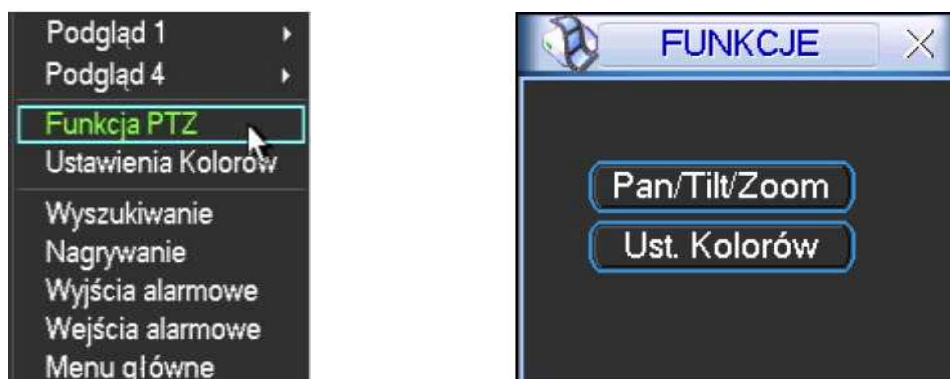 Podgląd 1
Podgląd 4
Funkcja PTZ
Ustawienia Kolorów
Wyszukiwanie
Nagrywanie
Wyjścia alarmowe
Wejścia alarmowe
Menu główne
FUNKCJE
Pan/Tilt/Zoom
Ust. Kolorów